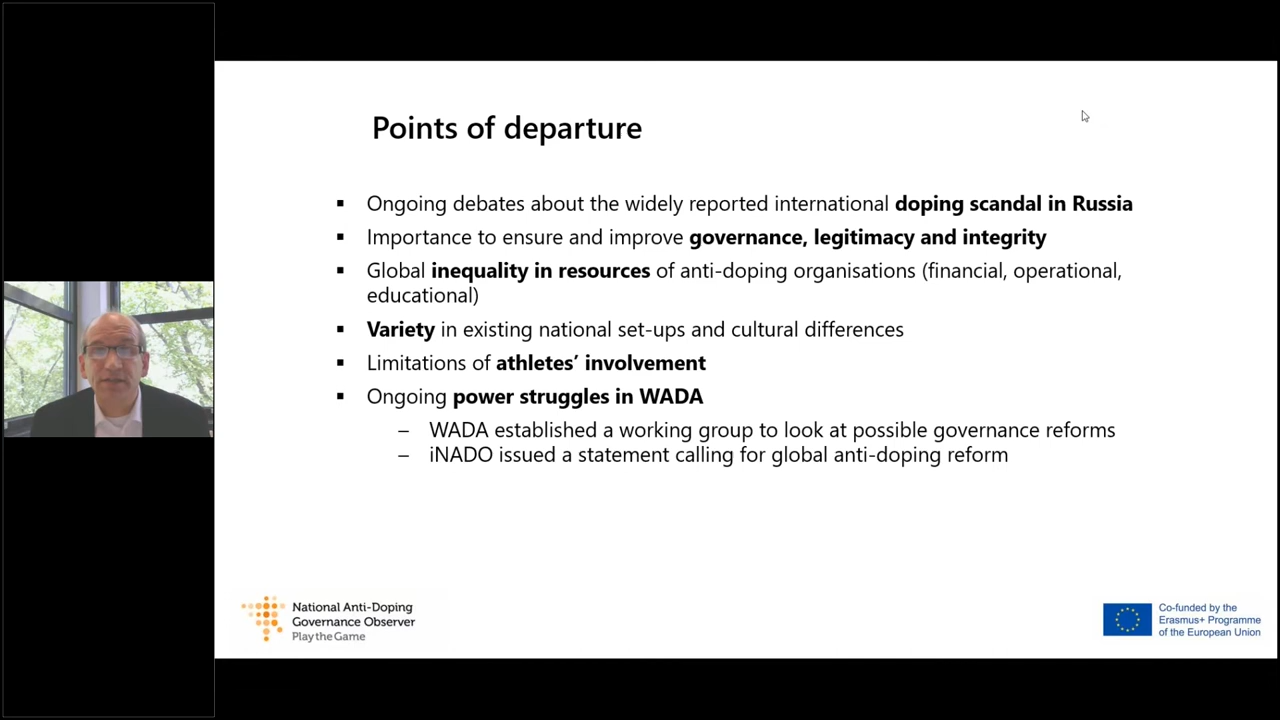 Points of departure
▪ Ongoing debates about the widely reported international doping scandal in Russia
▪ Importance to ensure and improve governance, legitimacy and integrity
▪ Global inequality in resources of anti-doping organisations (financial, operational,
educational)
▪ Variety in existing national set-ups and cultural differences
▪ Limitations of athletes’ involvement
▪ Ongoing power struggles in WADA
– WADA established a working group to look at possible governance reforms
– iNADO issued a statement calling for global anti-doping reform
National Anti-Doping
Governance Observer
Play the Game
Co-funded by the
Erasmus+ Programme
of the European Union